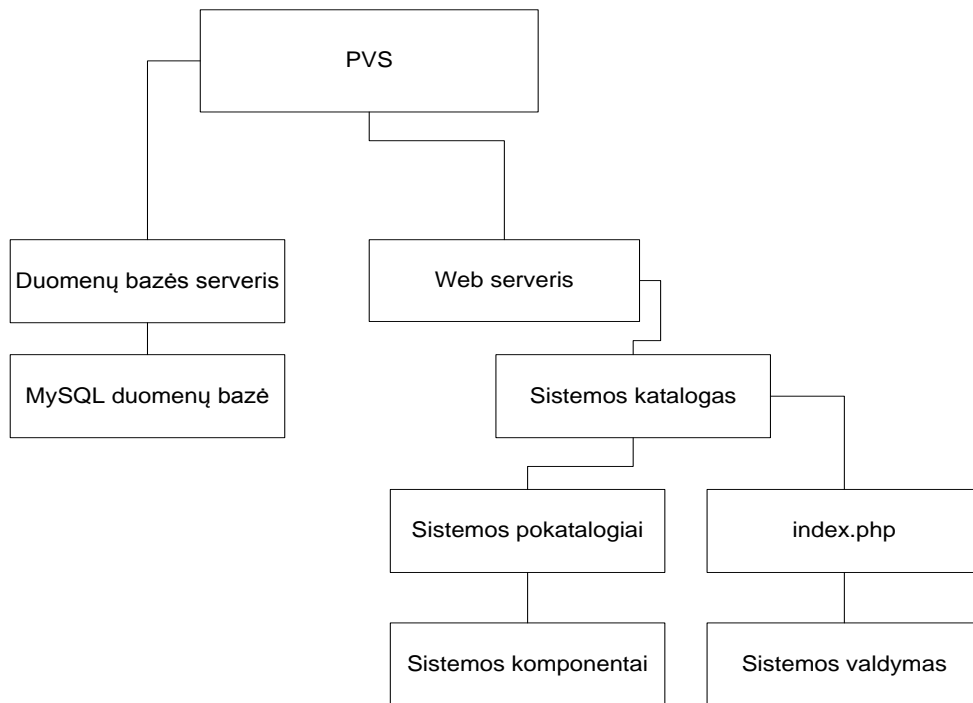 PVS
Duomenų bazės serveris
Web serveris
MySQL duomenų bazė
Sistemos katalogas
Sistemos pokatalogiai
index.php
Sistemos komponentai
Sistemos valdymas